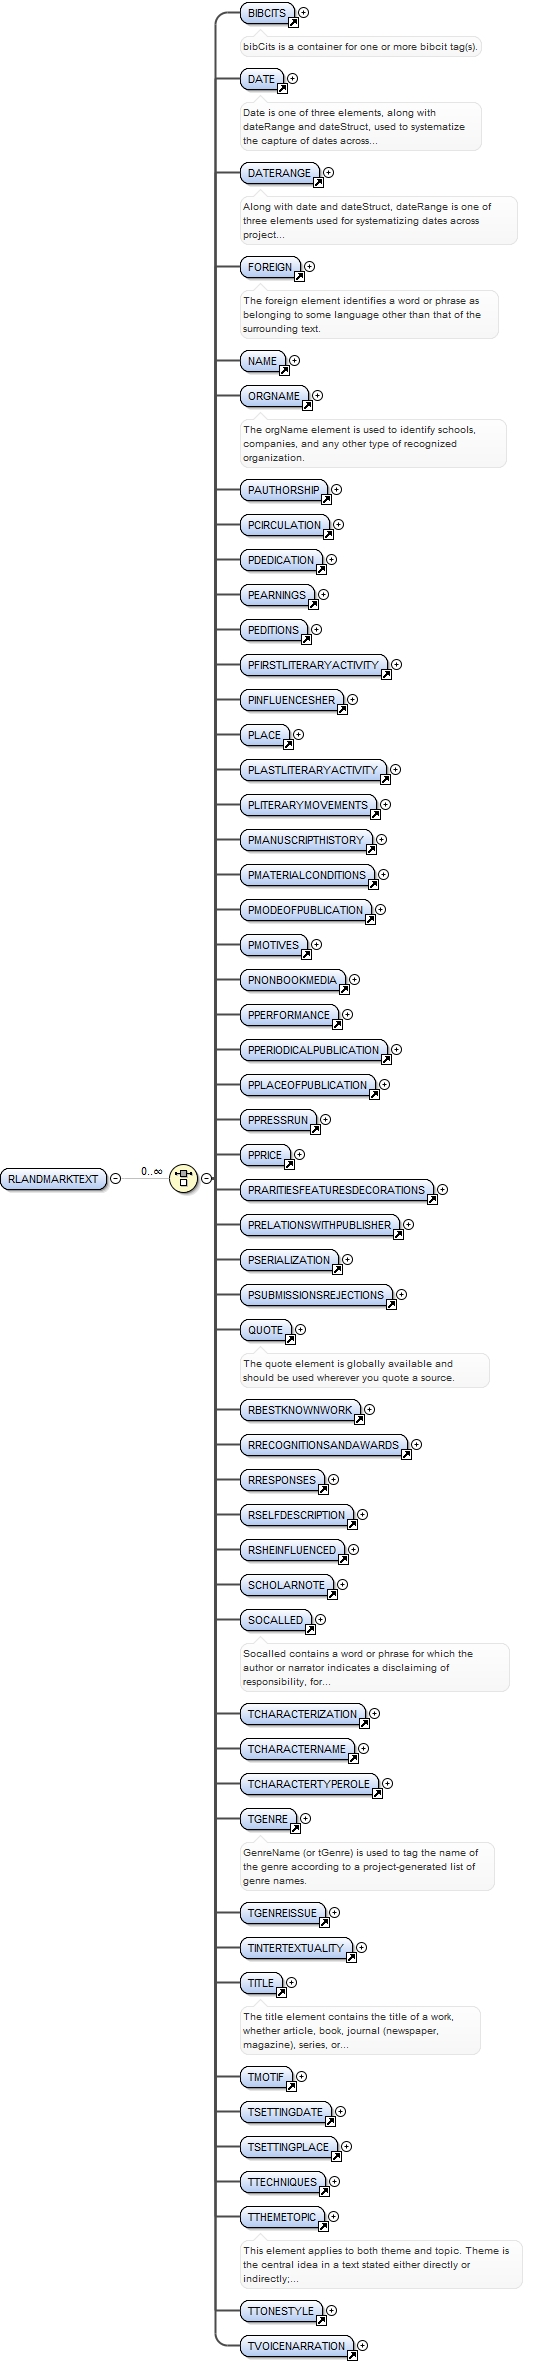 BIBCITS
bibCits is a container for one or more bibcit tag(s).
DATE
Date is one of three elements, along with
dateRange and dateStruct, used to systematize
the capture of dates across...
DATERANGE
Along with date and dateStruct, dateRange is one of
three elements used for systematizing dates across
project...
FOREIGN
The foreign element identifies a word or phrase as
belonging to some language other than that of the
surrounding text.
NAME
ORGNAME
The orgName element is used to identify schools,
companies, and any other type of recognized
organization.
PAUTHORSHIP
PCIRCULATION
PDEDICATION
PEARNINGS
PEDITIONS
PFIRSTLITERARYACTIVITY
PINFLUENCESHER
PLACE
PLASTLITERARYACTIVITY
PLITERARYMOVEMENTS
PMANUSCRIPTHISTORY
PMATERIALCONDITIONS
PMODEOFPUBLICATION
PMOTIVES
PNONBOOKMEDIA
PPERFORMANCE
PPERIODICALPUBLICATION
PPLACEOFPUBLICATION
PPRESSRUN
PPRICE
RLANDMARKTEXT
0..∞
PRARITIESFEATURESDECORATIONS
PRELATIONSWITHPUBLISHER
PSERIALIZATION
PSUBMISSIONSREJECTIONS
QUOTE
The quote element is globally available and
should be used wherever you quote a source.
RBESTKNOWNWORK
RRECOGNITIONSANDAWARDS
RRESPONSES
RSELFDESCRIPTION
RSHEINFLUENCED
SCHOLARNOTE
SOCALLED
Socalled contains a word or phrase for which the
author or narrator indicates a disclaiming of
responsibility, for...
TCHARACTERIZATION
TCHARACTERNAME
TCHARACTERTYPEROLE
TGENRE
GenreName (or tGenre) is used to tag the name of
the genre according to a project-generated list of
genre names.
TGENREISSUE
TINTERTEXTUALITY
TITLE
The title element contains the title of a work,
whether article, book, journal (newspaper,
magazine), series, or...
TMOTIF
TSETTINGDATE
TSETTINGPLACE
TTECHNIQUES
TTHEMETOPIC
This element applies to both theme and topic. Theme is
the central idea in a text stated either directly or
indirectly;...
TTONESTYLE
TVOICENARRATION